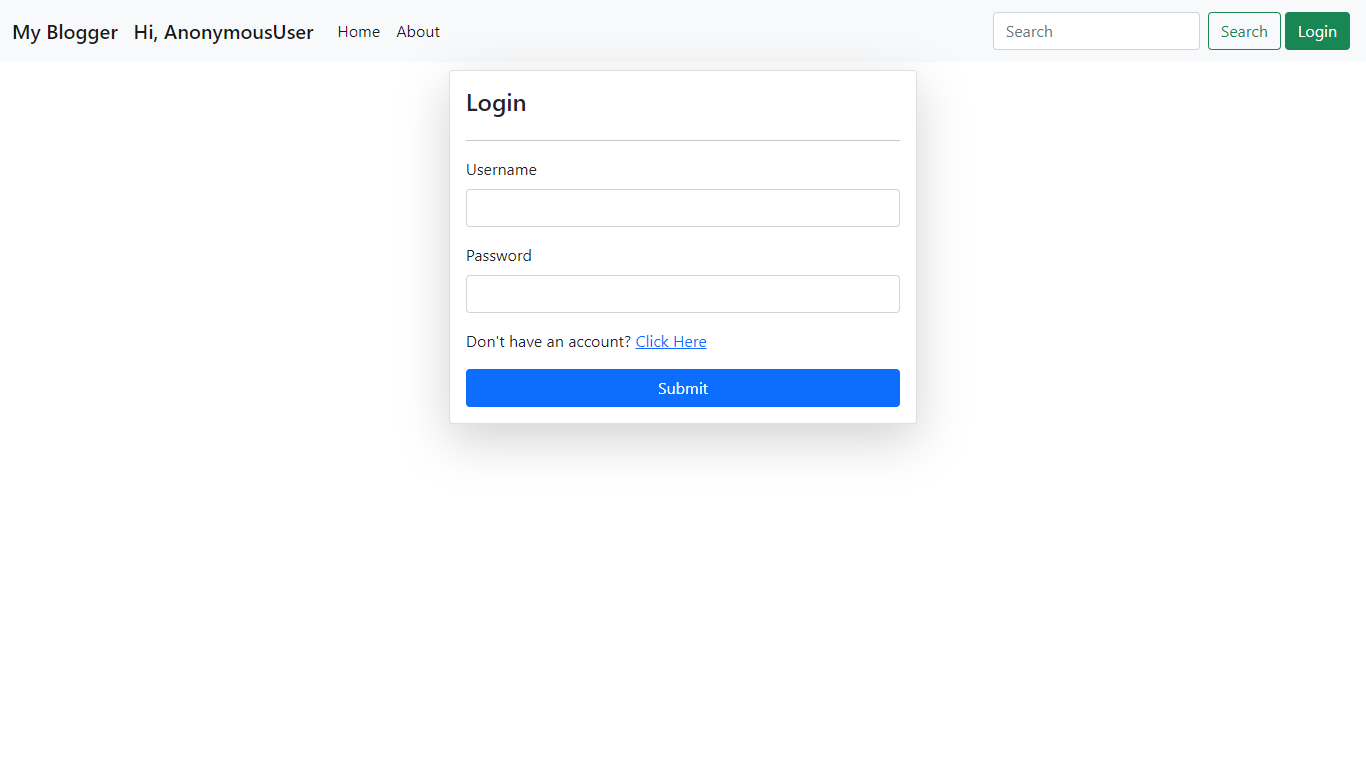 My Blogger Hi, AnonymousUser Home About Search Search Login
Login
Username
Password
Don't have an account? Click Here
Submit